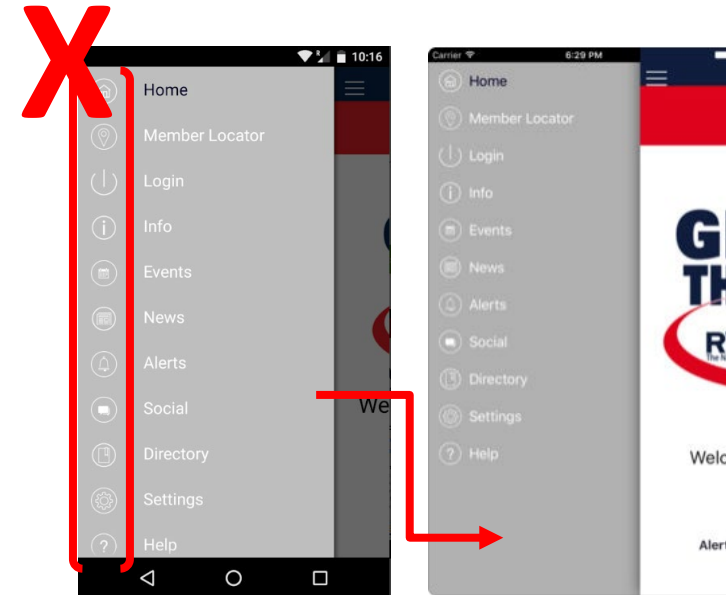 X
10:16
Home
Member Locator
Login
Info
Events
News
Alerts
Social
Directory
Settings
Help
We
Carrier
6:29 PM
Home
Member Locator
Login
Info
Events
News
Alerts
Social
Directory
Settings
Help
G
TH
R
Welc
Alert